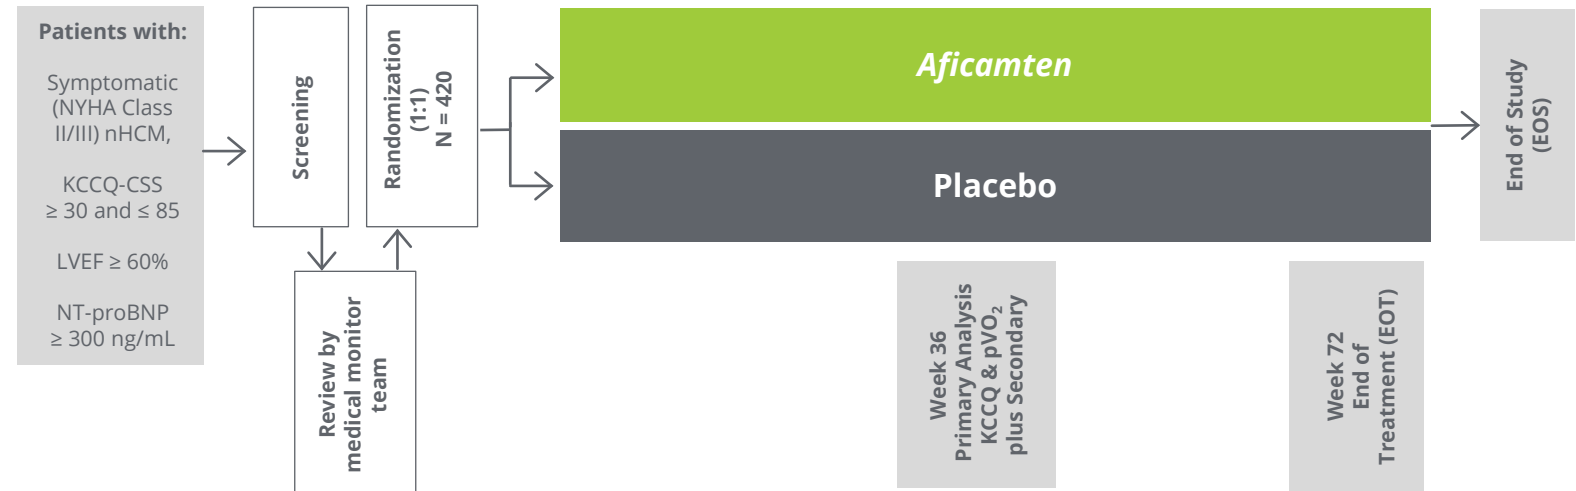 Patients with:
Symptomatic
(NYHA Class
II/III) nHCM,
KCCQ-CSS
≥ 30 and ≤ 85
LVEF ≥ 60%
NT-proBNP
≥ 300 ng/mL
Screening
Review by
medical monitor
team
Randomization
(1:1)
N = 420
Aficamten
Placebo
Week 36
Primary Analysis
KCCQ & pVO₂
plus Secondary
Week 72
End of
Treatment (EOT)
End of Study
(EOS)